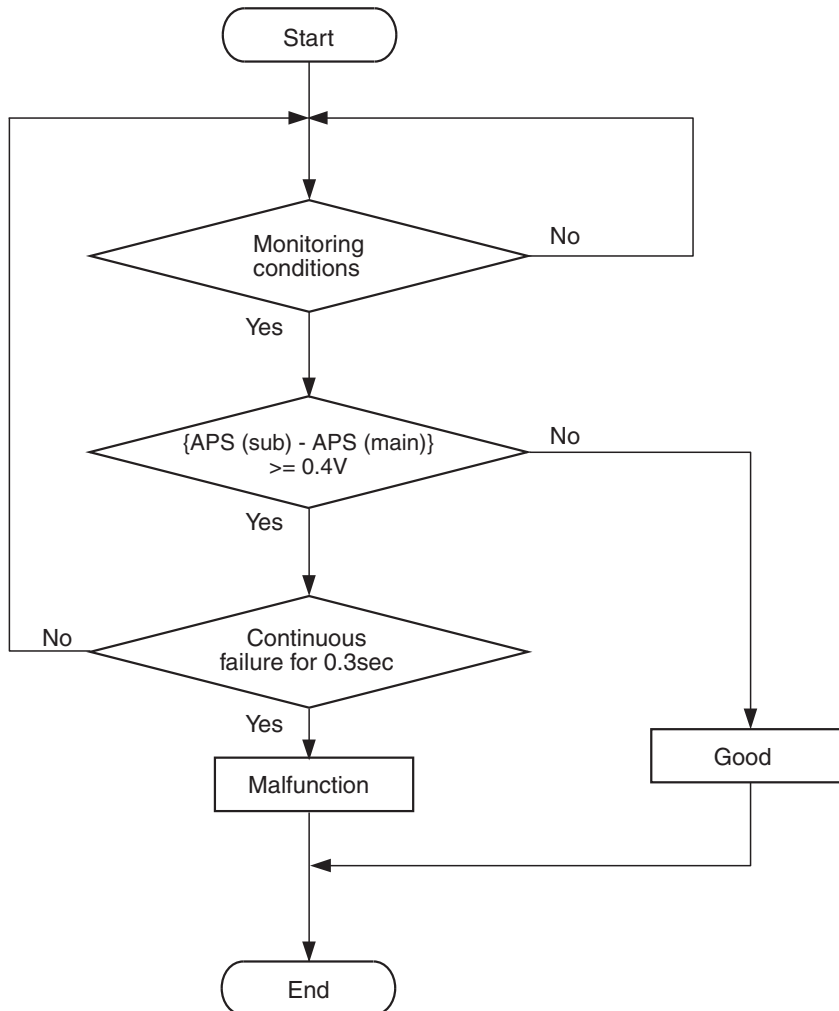 Start
Monitoring
conditions
No
Yes
{APS (sub) - APS (main)}
>= 0.4V
No
Yes
Continuous
failure for 0.3sec
No
Yes
Malfunction
Good
End